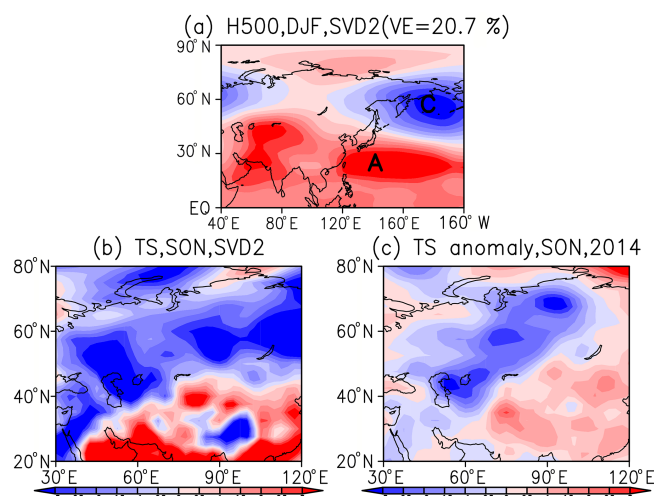 (a) H500,DJF,SVD2(VE=20.7 %)
90°N
60°N
30°N
EQ
C
A
40°E 80°E 120°E 160°E 160°W
(b) TS,SON,SVD2
(c) TS anomaly,SON,2014
80°N
60°N
40°N
20°N
30°E 60°E 90°E 120°E
80°N
60°N
40°N
20°N
30°E 60°E 90°E 120°E